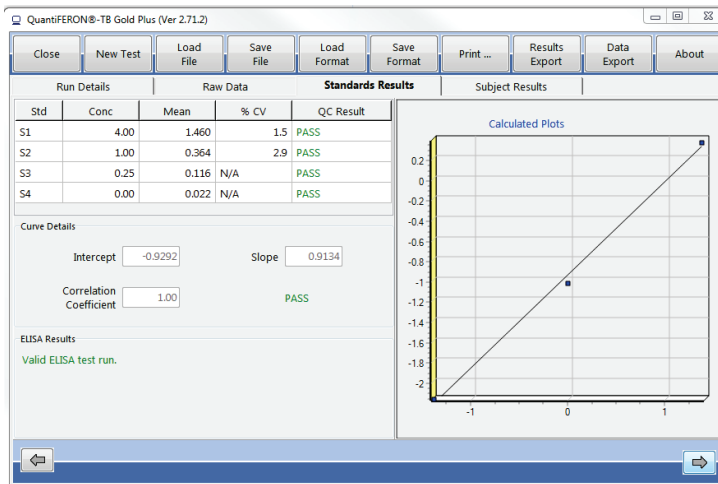 QuantiFERON®-TB Gold Plus (Ver 2.71.2)
Close New Test Load File Save File Load Format Save Format Print ... Results Export Data Export About
Run Details Raw Data Standards Results Subject Results
Std Conc Mean % CV QC Result
S1 4.00 1.460 1.5 PASS
S2 1.00 0.364 2.9 PASS
S3 0.25 0.116 N/A PASS
S4 0.00 0.022 N/A PASS
Curve Details
Intercept -0.9292 Slope 0.9134
Correlation Coefficient 1.00 PASS
ELISA Results
Valid ELISA test run.
Calculated Plots
0.2
0
-0.2
-0.4
-0.6
-0.8
-1
-1.2
-1.4
-1.6
-1.8
-2
-1 0 1